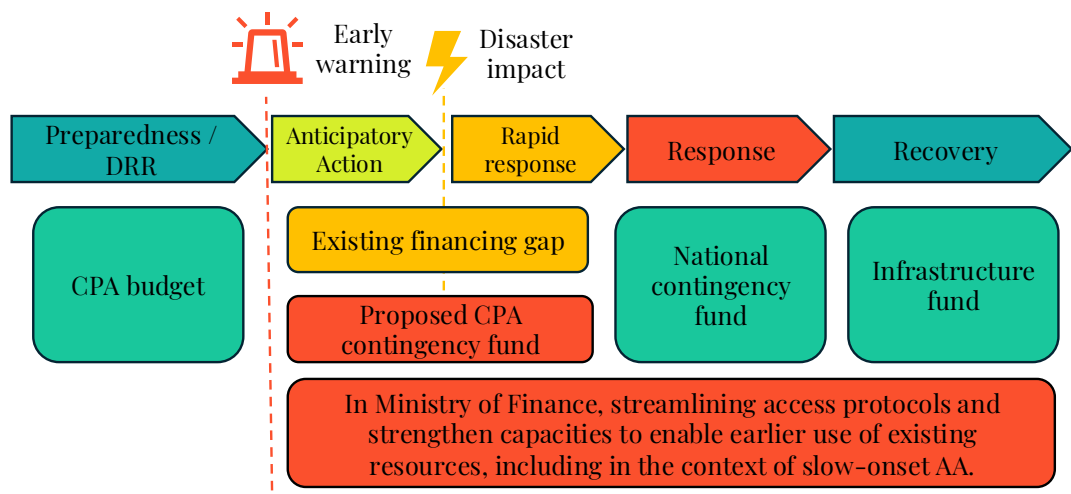 Early
warning
Disaster
impact
Preparedness /
DRR
Anticipatory
Action
Rapid
response
Response
Recovery
CPA budget
Existing financing gap
Proposed CPA
contingency fund
National
contingency
fund
Infrastructure
fund
In Ministry of Finance, streamlining access protocols and
strengthen capacities to enable earlier use of existing
resources, including in the context of slow-onset AA.